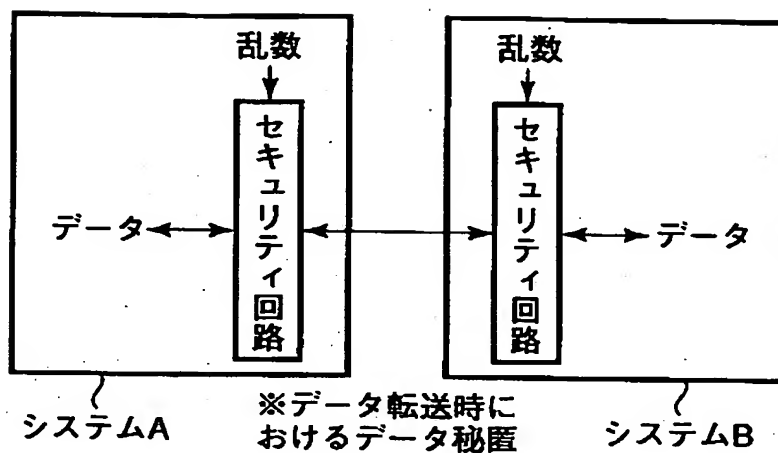 乱数
セキュリティ回路
データ
システムA
乱数
セキュリティ回路
データ
システムB
※データ転送時に
おけるデータ秘匿